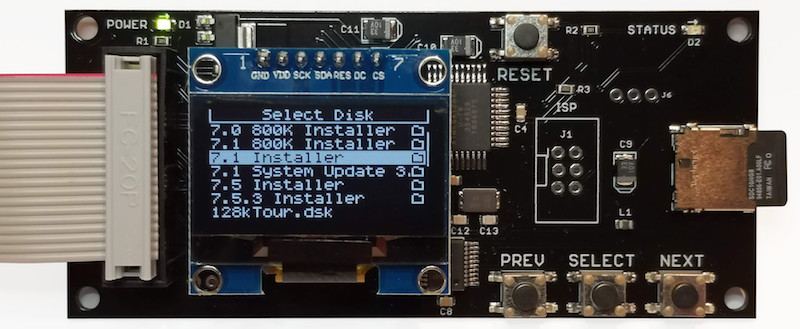 POWER
D1
R1
C11
C10
RESET
R2
STATUS
D2
1
7
GND VDD SCK SDA RES DC CS
Select Disk
7.0 800K Installer
7.1 800K Installer
7.1 Installer
7.1 System Update 3.
7.5 Installer
7.5.3 Installer
128kTour.dsk
FC-20P
C4
R3
ISP
J1
J6
C9
L1
C12
C13
C8
TAIWAN
PREV
SELECT
NEXT